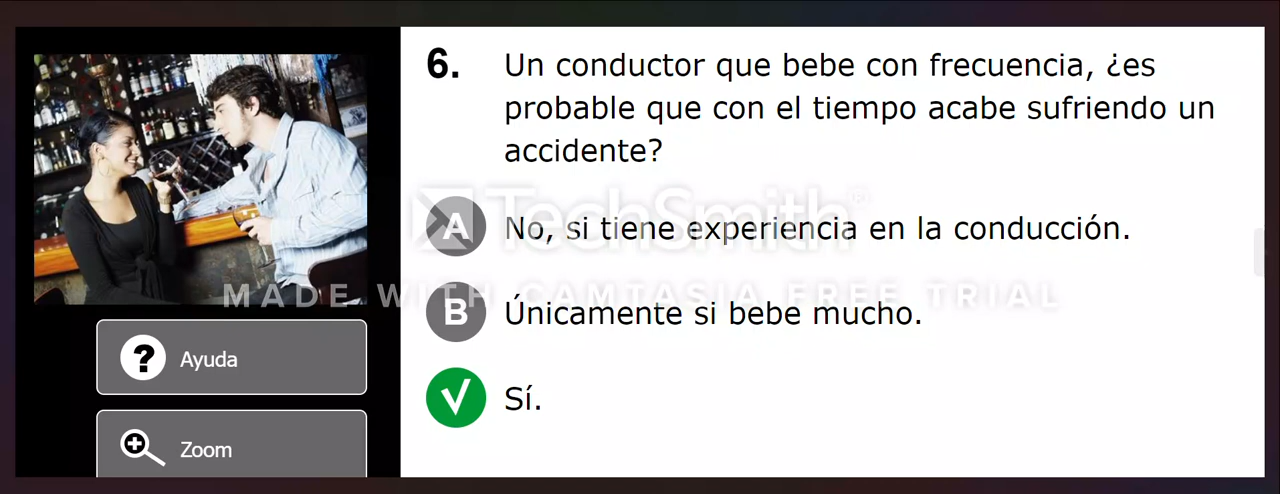 6.
Un conductor que bebe con frecuencia, ¿es
probable que con el tiempo acabe sufriendo un
accidente?
A No, si tiene experiencia en la conducción.
B Únicamente si bebe mucho.
Sí.
? Ayuda
Zoom
TechSmith®
MADE WITH CAMTASIA FREE TRIAL